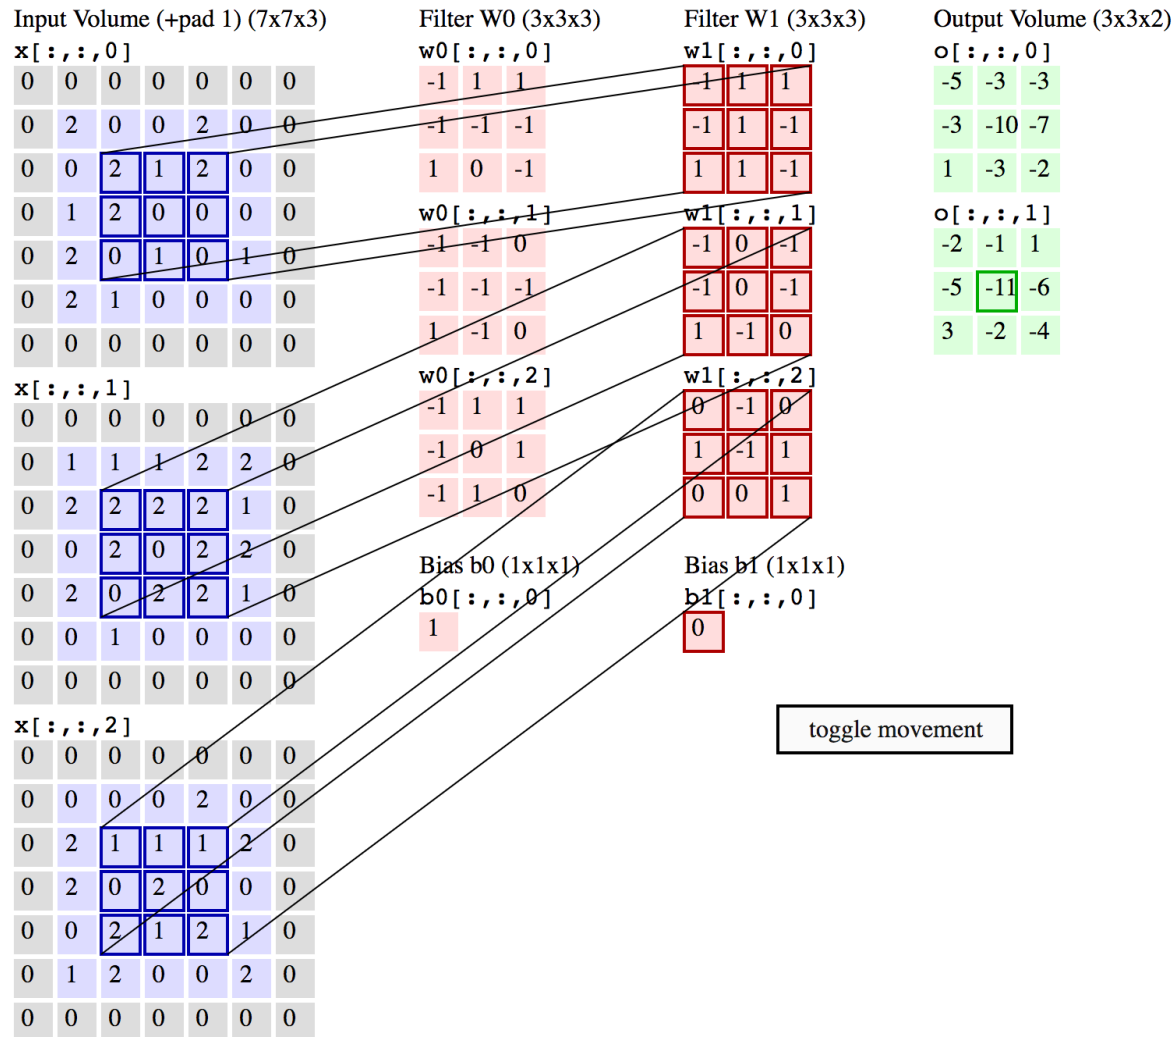 Input Volume (+pad 1) (7x7x3)
x[:,:,0]
0 0 0 0 0 0 0
0 2 0 0 2 0 0
0 0 2 1 2 0 0
0 1 2 0 0 0 0
0 2 0 1 0 1 0
0 2 1 0 0 0 0
0 0 0 0 0 0 0
x[:,:,1]
0 0 0 0 0 0 0
0 1 1 1 2 2 0
0 2 2 2 2 1 0
0 0 2 0 2 2 0
0 2 0 2 2 1 0
0 0 1 0 0 0 0
0 0 0 0 0 0 0
x[:,:,2]
0 0 0 0 0 0 0
0 0 0 0 2 0 0
0 2 1 1 1 2 0
0 2 0 2 0 0 0
0 0 2 1 2 1 0
0 1 2 0 0 2 0
0 0 0 0 0 0 0
Filter W0 (3x3x3)
w0[:,:,0]
-1 1 1
-1 -1 -1
1 0 -1
w0[:,:,1]
-1 -1 0
-1 -1 -1
1 -1 0
w0[:,:,2]
-1 1 1
-1 0 1
-1 1 0
Bias b0 (1x1x1)
b0[:,:,0]
1
Filter W1 (3x3x3)
w1[:,:,0]
-1 1 1
-1 1 -1
1 1 -1
w1[:,:,1]
-1 0 -1
-1 0 -1
1 -1 0
w1[:,:,2]
0 -1 0
1 -1 1
0 0 1
Bias b1 (1x1x1)
b1[:,:,0]
0
Output Volume (3x3x2)
o[:,:,0]
-5 -3 -3
-3 -10 -7
1 -3 -2
o[:,:,1]
-2 -1 1
-5 -11 -6
3 -2 -4
toggle movement